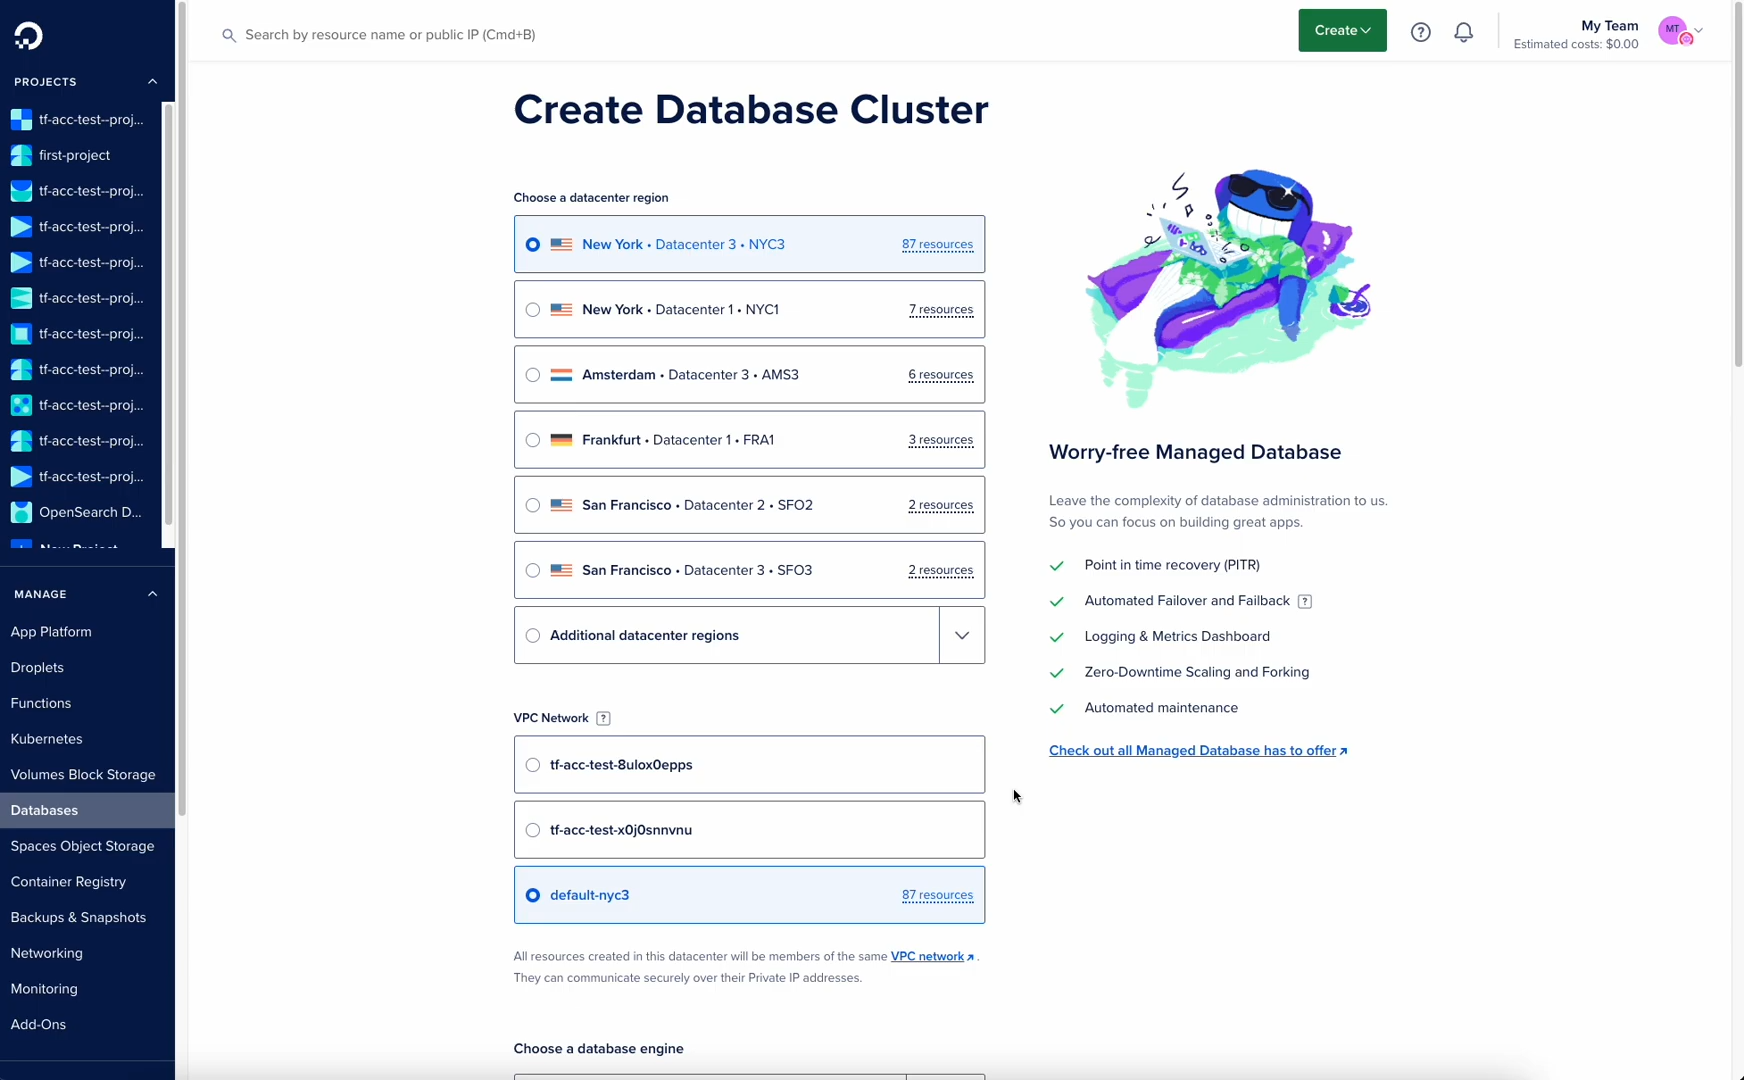 Search by resource name or public IP (Cmd+B)
Create
My Team
Estimated costs: $0.00
MT
PROJECTS
tf-acc-test--proj...
first-project
tf-acc-test--proj...
tf-acc-test--proj...
tf-acc-test--proj...
tf-acc-test--proj...
tf-acc-test--proj...
tf-acc-test--proj...
tf-acc-test--proj...
tf-acc-test--proj...
tf-acc-test--proj...
OpenSearch D...
New Project
MANAGE
App Platform
Droplets
Functions
Kubernetes
Volumes Block Storage
Databases
Spaces Object Storage
Container Registry
Backups & Snapshots
Networking
Monitoring
Add-Ons
Create Database Cluster
Choose a datacenter region
New York • Datacenter 3 • NYC3 87 resources
New York • Datacenter 1 • NYC1 7 resources
Amsterdam • Datacenter 3 • AMS3 6 resources
Frankfurt • Datacenter 1 • FRA1 3 resources
San Francisco • Datacenter 2 • SFO2 2 resources
San Francisco • Datacenter 3 • SFO3 2 resources
Additional datacenter regions
VPC Network ?
tf-acc-test-8ulox0epps
tf-acc-test-x0j0snnvnu
default-nyc3 87 resources
All resources created in this datacenter will be members of the same VPC network.
They can communicate securely over their Private IP addresses.
Choose a database engine
Worry-free Managed Database
Leave the complexity of database administration to us.
So you can focus on building great apps.
Point in time recovery (PITR)
Automated Failover and Failback ?
Logging & Metrics Dashboard
Zero-Downtime Scaling and Forking
Automated maintenance
Check out all Managed Database has to offer